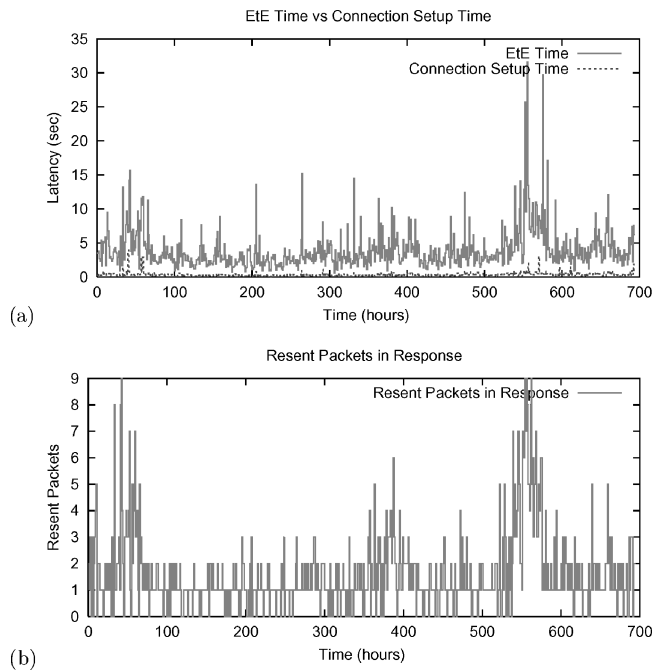 EtE Time vs Connection Setup Time
35
30
25
20
15
10
5
0
Latency (sec)
EtE Time
Connection Setup Time
0 100 200 300 400 500 600 700
Time (hours)
(a)
Resent Packets in Response
9
8
7
6
5
4
3
2
1
0
Resent Packets
Resent Packets in Response
0 100 200 300 400 500 600 700
Time (hours)
(b)